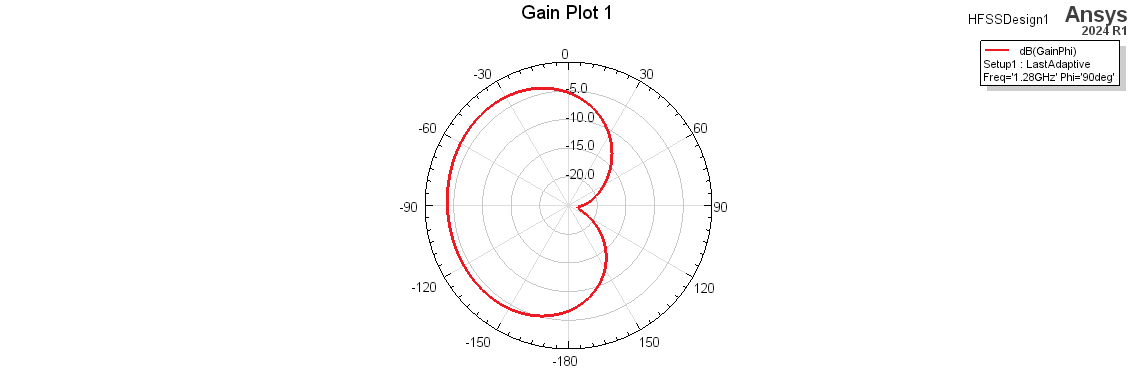 Gain Plot 1
HFSSDesign1
Ansys
2024 R1
dB(GainPhi)
Setup1 : LastAdaptive
Freq='1.28GHz' Phi='90deg'
0
-30
30
-5.0
-10.0
-60
60
-15.0
-20.0
-90
90
-120
120
-150
150
-180